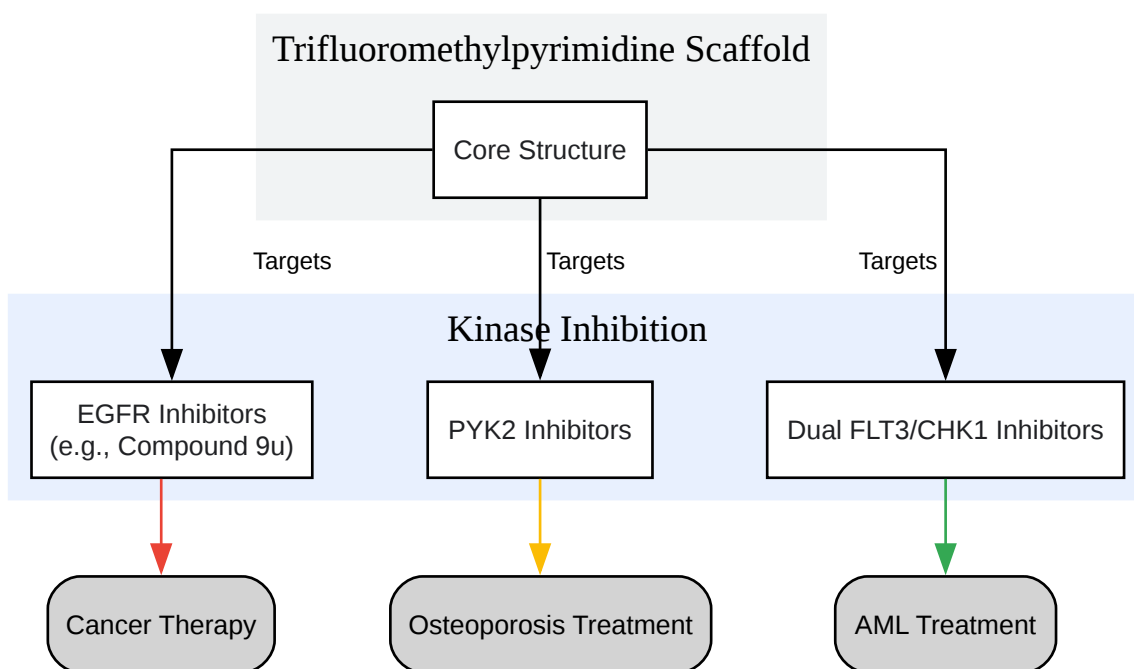 Trifluoromethylpyrimidine Scaffold
Core Structure
Targets
Targets
Targets
Kinase Inhibition
EGFR Inhibitors
(e.g., Compound 9u)
PYK2 Inhibitors
Dual FLT3/CHK1 Inhibitors
Cancer Therapy
Osteoporosis Treatment
AML Treatment